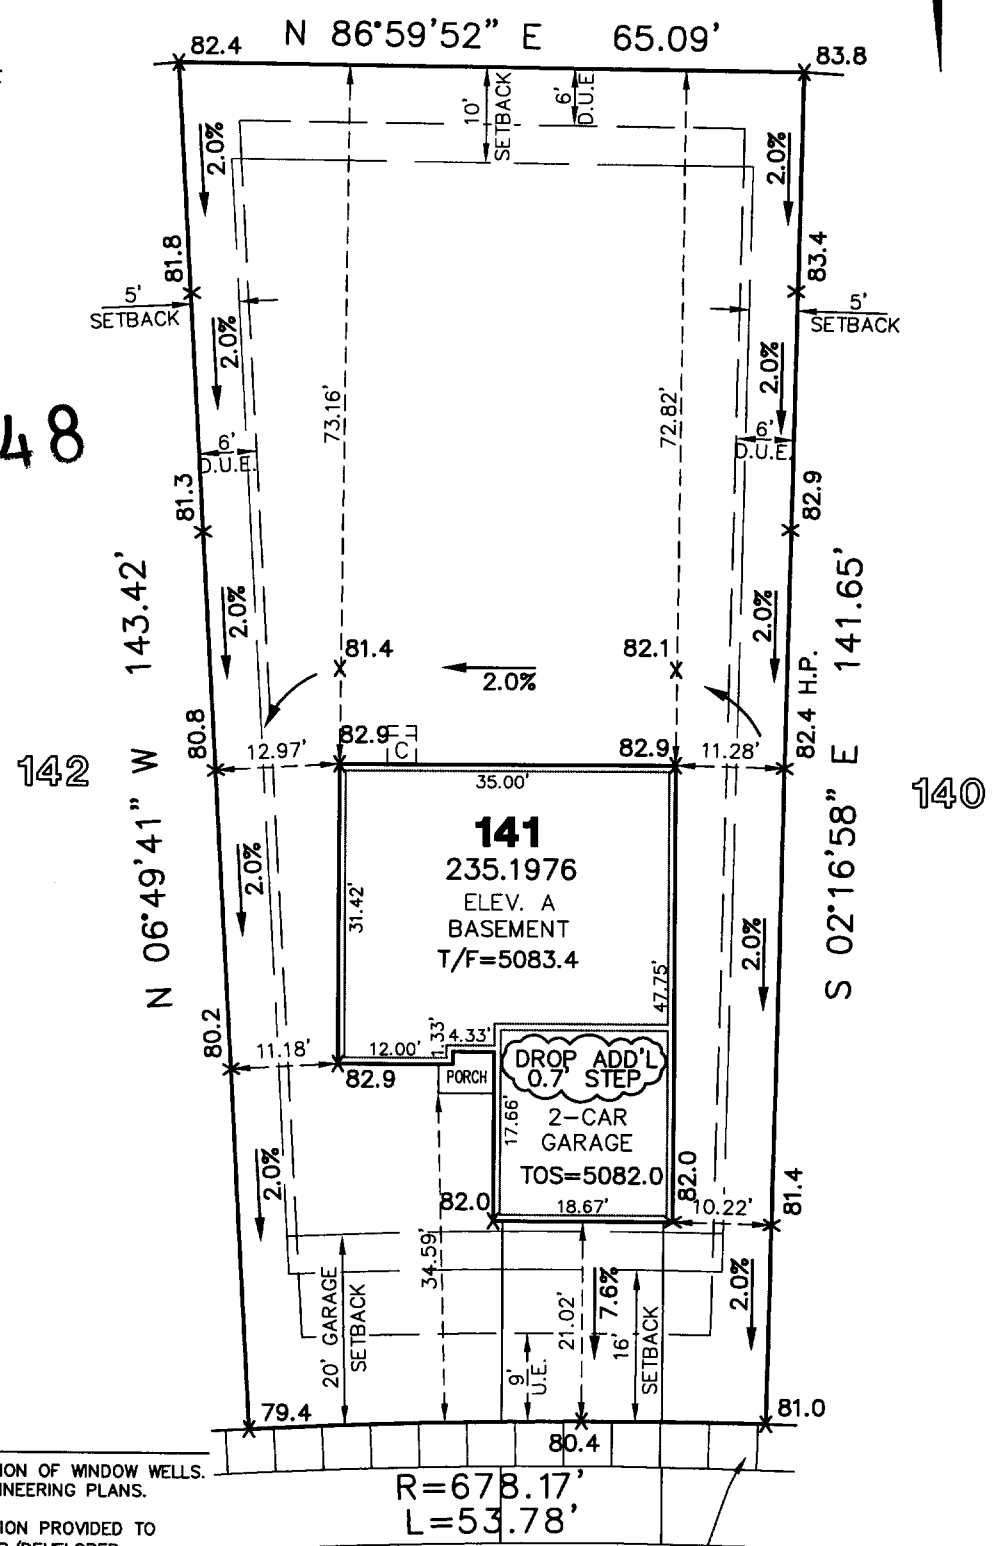 N 86°59'52" E 65.09'
82.4
83.8
10'
SETBACK
6'
D.U.E
2.0%
2.0%
81.8
83.4
5'
SETBACK
5'
SETBACK
2.0%
2.0%
73.16'
72.82'
48
6'
D.U.E.
6'
D.U.E.
81.3
82.9
N 06°49'41" W 143.42'
S 02°16'58" E 141.65'
2.0%
2.0%
81.4
82.1
2.0%
80.8
82.4 H.P.
82.9
C
82.9
12.97'
11.28'
142
140
35.00'
141
235.1976
ELEV. A
BASEMENT
T/F=5083.4
31.42'
47.75'
2.0%
2.0%
80.2
11.18'
12.00'
1.33'
4.33'
82.9
PORCH
DROP ADD'L
0.7' STEP
17.66'
2-CAR
GARAGE
TOS=5082.0
82.0
82.0
18.67'
10.22'
81.4
2.0%
34.59'
20' GARAGE
SETBACK
21.02'
7.6%
16'
SETBACK
2.0%
9'
U.E.
79.4
80.4
81.0
R=678.17'
L=53.78'
ION OF WINDOW WELLS.
INEERING PLANS.
ION PROVIDED TO